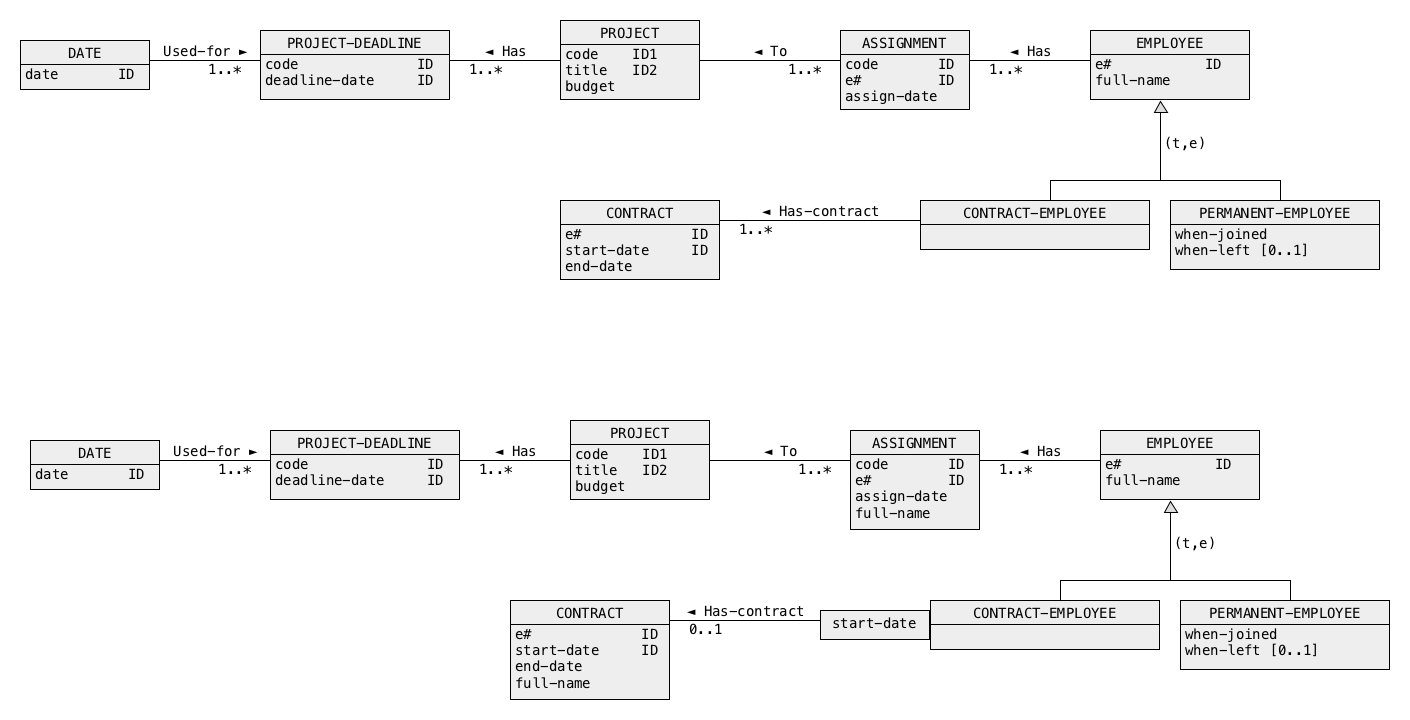 DATE
date ID
Used-for ►
1..*
PROJECT-DEADLINE
code ID
deadline-date ID
◄ Has
1..*
PROJECT
code ID1
title ID2
budget
◄ To
1..*
ASSIGNMENT
code ID
e# ID
assign-date
◄ Has
1..*
EMPLOYEE
e# ID
full-name
(t,e)
CONTRACT
e# ID
start-date ID
end-date
◄ Has-contract
1..*
CONTRACT-EMPLOYEE
PERMANENT-EMPLOYEE
when-joined
when-left [0..1]
DATE
date ID
Used-for ►
1..*
PROJECT-DEADLINE
code ID
deadline-date ID
◄ Has
1..*
PROJECT
code ID1
title ID2
budget
◄ To
1..*
ASSIGNMENT
code ID
e# ID
assign-date
full-name
◄ Has
1..*
EMPLOYEE
e# ID
full-name
(t,e)
CONTRACT
e# ID
start-date ID
end-date
full-name
◄ Has-contract
0..1
start-date
CONTRACT-EMPLOYEE
PERMANENT-EMPLOYEE
when-joined
when-left [0..1]